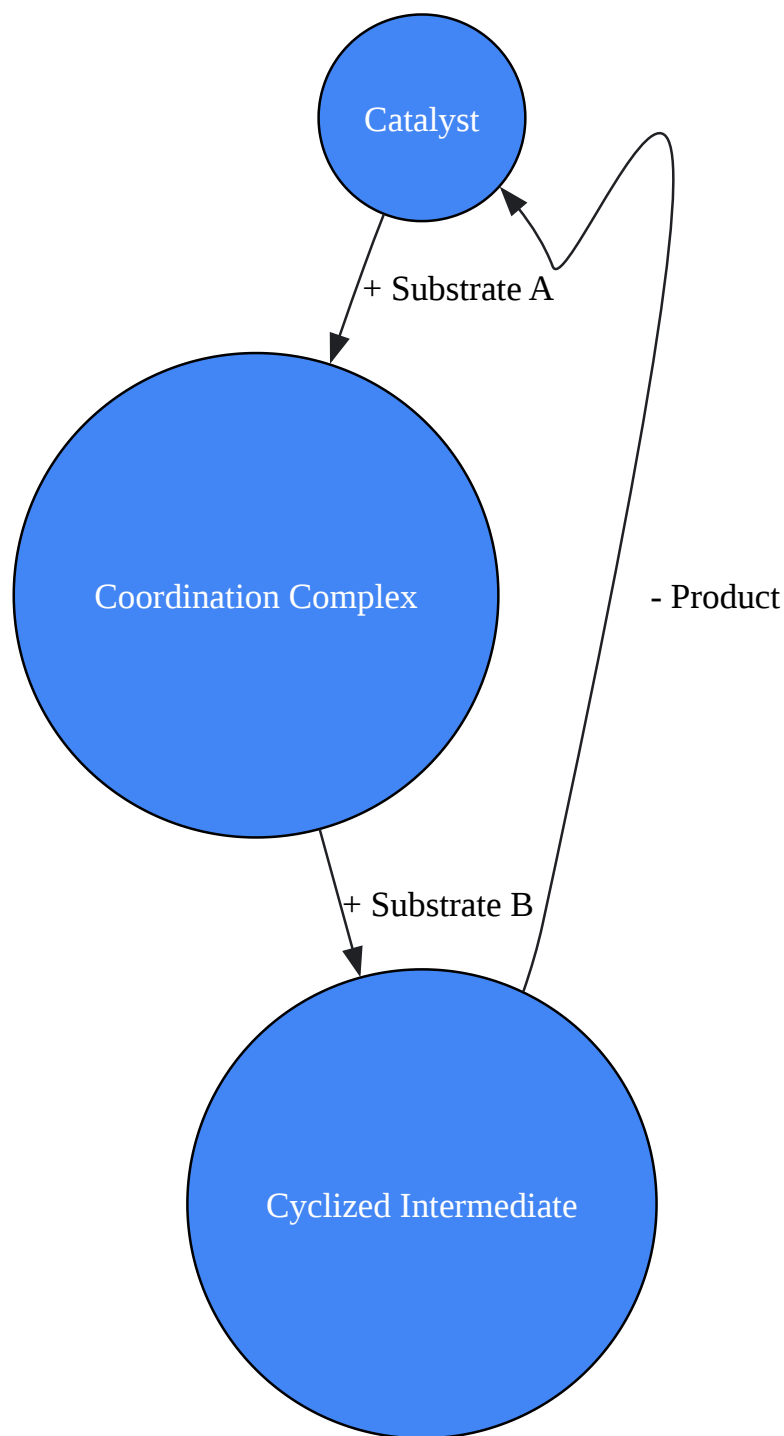 Catalyst
+ Substrate A
Coordination Complex
- Product
+ Substrate B
Cyclized Intermediate